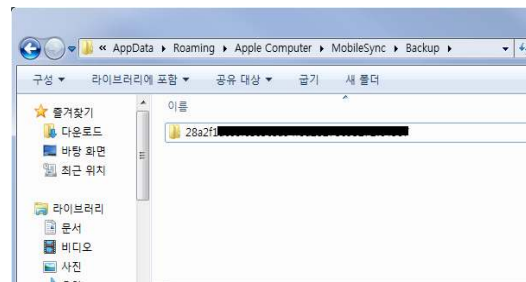 « AppData ▸ Roaming ▸ Apple Computer ▸ MobileSync ▸ Backup ▸
구성 ▼ 라이브러리에 포함 ▼ 공유 대상 ▼ 굽기 새 폴더
즐겨찾기
다운로드
바탕 화면
최근 위치
라이브러리
문서
비디오
사진
이름
28a2f1